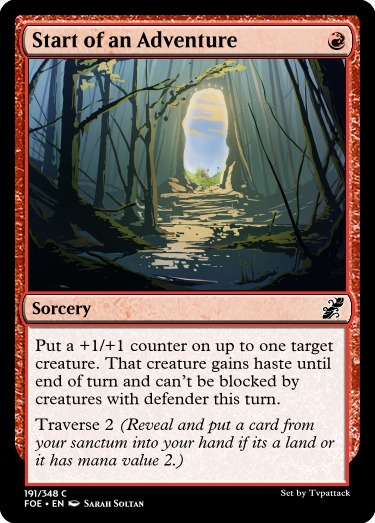 Start of an Adventure
Sorcery
Put a +1/+1 counter on up to one target
creature. That creature gains haste until
end of turn and can't be blocked by
creatures with defender this turn.
Traverse 2 (Reveal and put a card from
your sanctum into your hand if its a land or
it has mana value 2.)
191/348 C
FOE • EN Sarah Soltan
Set by Tvpattack